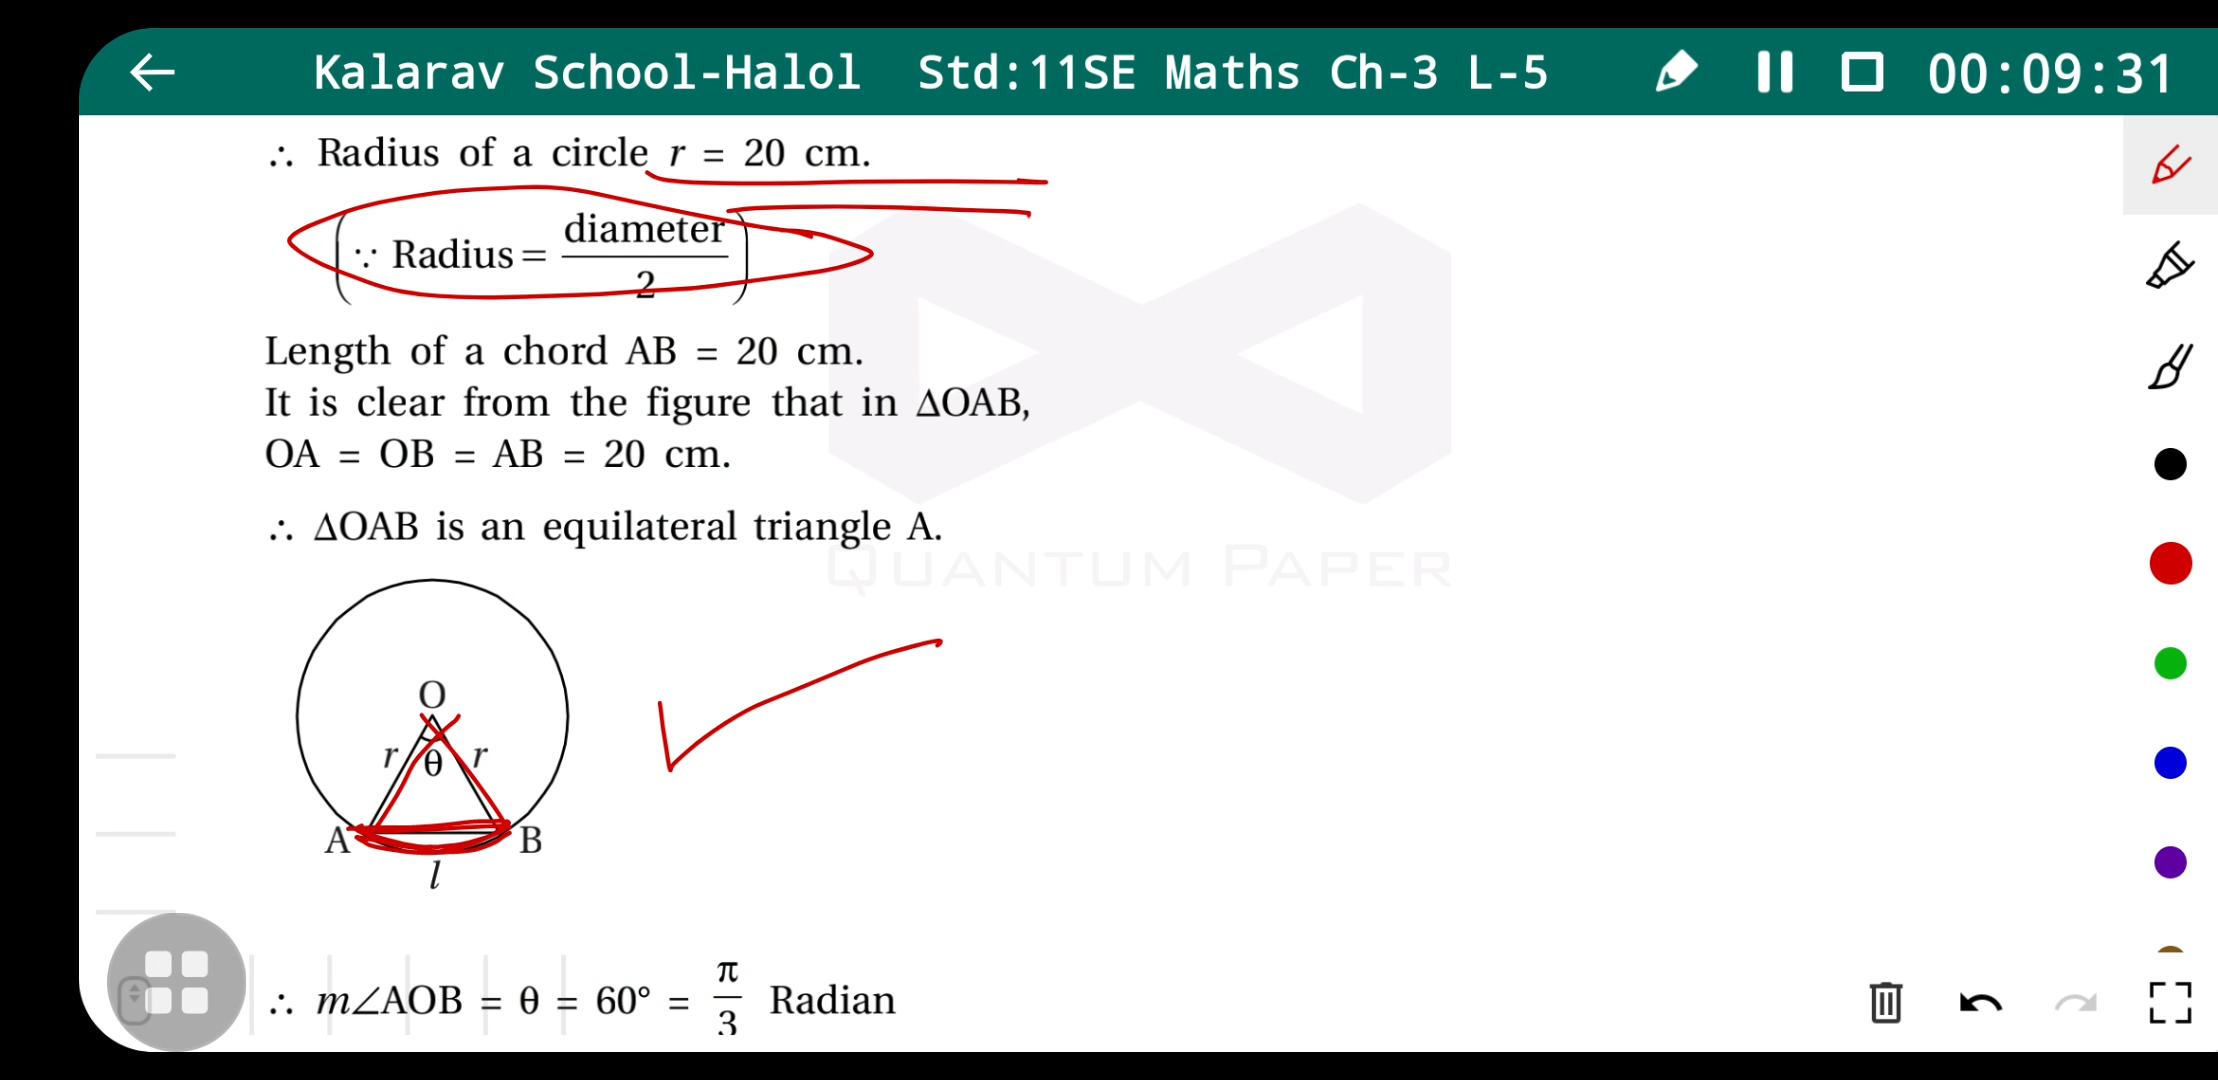 Kalarav School-Halol Std:11SE Maths Ch-3 L-5 00:09:31
∴ Radius of a circle r = 20 cm.
(∵ Radius = diameter/2)
Length of a chord AB = 20 cm.
It is clear from the figure that in ΔOAB,
OA = OB = AB = 20 cm.
∴ ΔOAB is an equilateral triangle A.
QUANTUM PAPER
O
r θ r
A B
l
∴ m∠AOB = θ = 60° = π/3 Radian